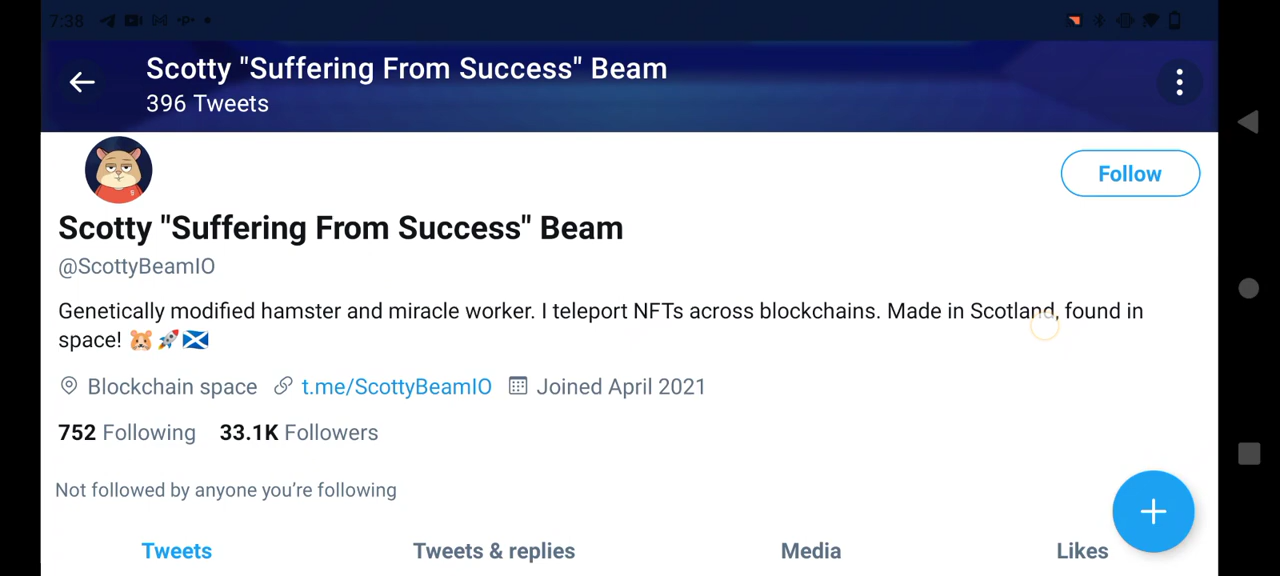 7:38
Scotty "Suffering From Success" Beam
396 Tweets
Follow
Scotty "Suffering From Success" Beam
@ScottyBeamIO
Genetically modified hamster and miracle worker. I teleport NFTs across blockchains. Made in Scotland, found in
space! 🐹🚀🏴󠁧󠁢󠁳󠁣󠁴󠁿
Blockchain space t.me/ScottyBeamIO Joined April 2021
752 Following 33.1K Followers
Not followed by anyone you're following
Tweets Tweets & replies Media Likes